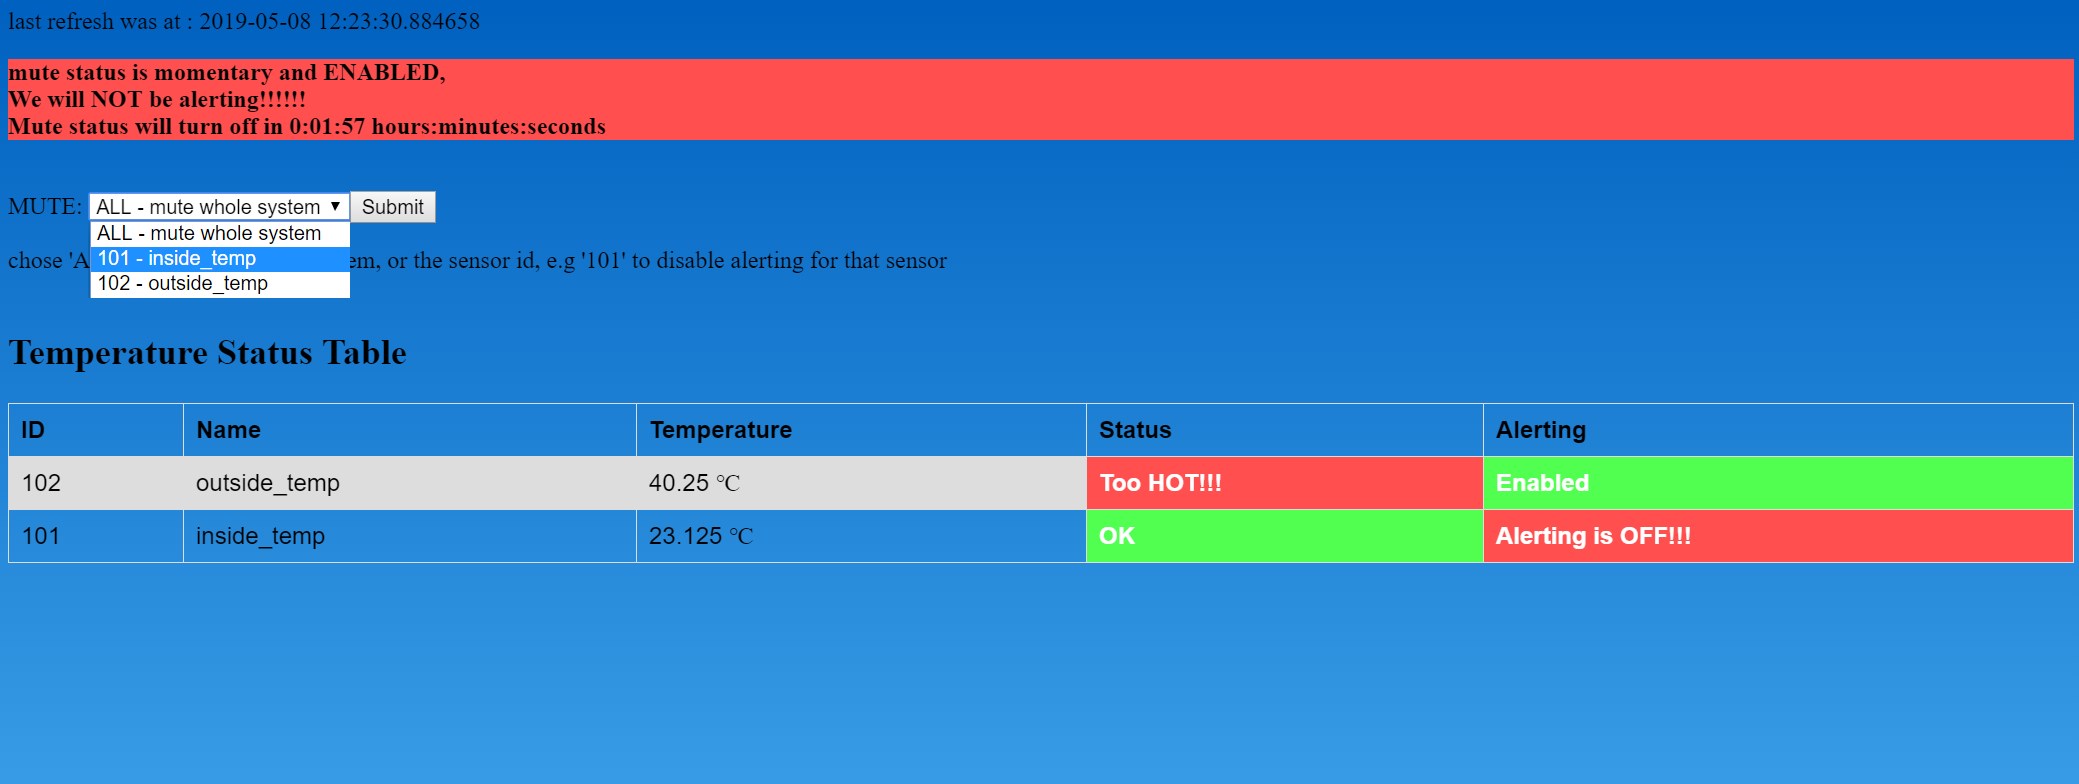 last refresh was at : 2019-05-08 12:23:30.884658
mute status is momentary and ENABLED,
We will NOT be alerting!!!!!!
Mute status will turn off in 0:01:57 hours:minutes:seconds
MUTE: ALL - mute whole system Submit
ALL - mute whole system
101 - inside_temp
102 - outside_temp
chose 'A em, or the sensor id, e.g '101' to disable alerting for that sensor
Temperature Status Table
ID Name Temperature Status Alerting
102 outside_temp 40.25 °C Too HOT!!! Enabled
101 inside_temp 23.125 °C OK Alerting is OFF!!!